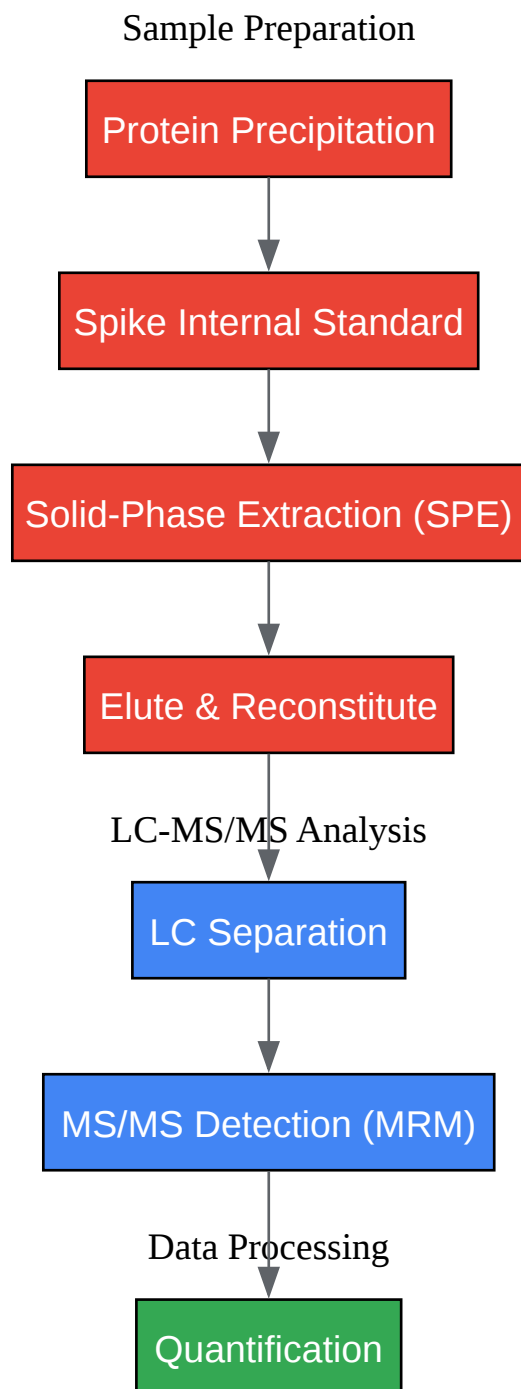 Sample Preparation
Protein Precipitation
Spike Internal Standard
Solid-Phase Extraction (SPE)
Elute & Reconstitute
LC-MS/MS Analysis
LC Separation
MS/MS Detection (MRM)
Data Processing
Quantification